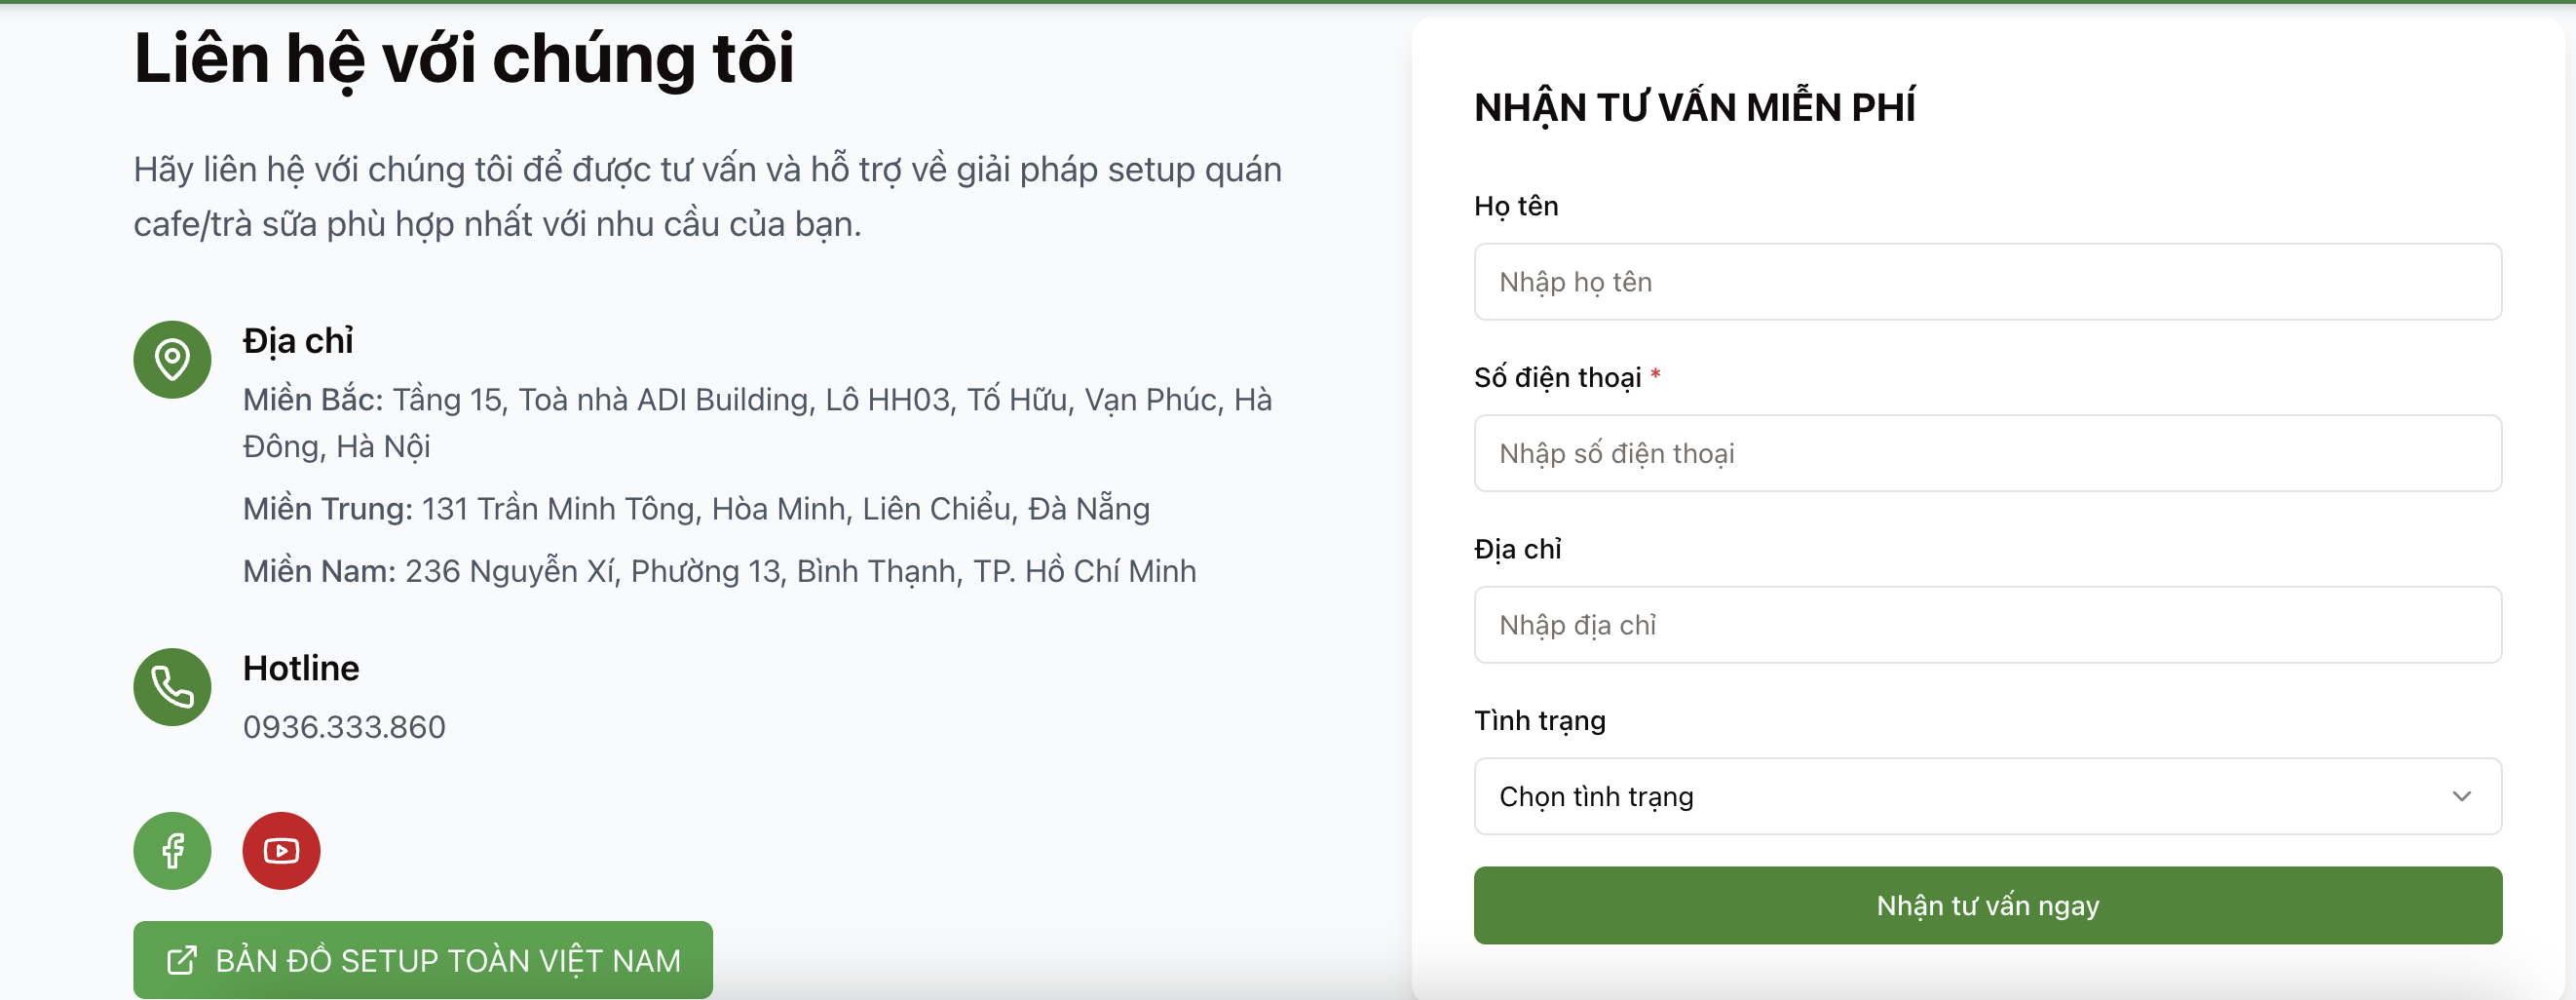 Liên hệ với chúng tôi
Hãy liên hệ với chúng tôi để được tư vấn và hỗ trợ về giải pháp setup quán
cafe/trà sữa phù hợp nhất với nhu cầu của bạn.
Địa chỉ
Miền Bắc: Tầng 15, Toà nhà ADI Building, Lô HH03, Tố Hữu, Vạn Phúc, Hà
Đông, Hà Nội
Miền Trung: 131 Trần Minh Tông, Hòa Minh, Liên Chiểu, Đà Nẵng
Miền Nam: 236 Nguyễn Xí, Phường 13, Bình Thạnh, TP. Hồ Chí Minh
Hotline
0936.333.860
BẢN ĐỒ SETUP TOÀN VIỆT NAM
NHẬN TƯ VẤN MIỄN PHÍ
Họ tên
Nhập họ tên
Số điện thoại *
Nhập số điện thoại
Địa chỉ
Nhập địa chỉ
Tình trạng
Chọn tình trạng
Nhận tư vấn ngay